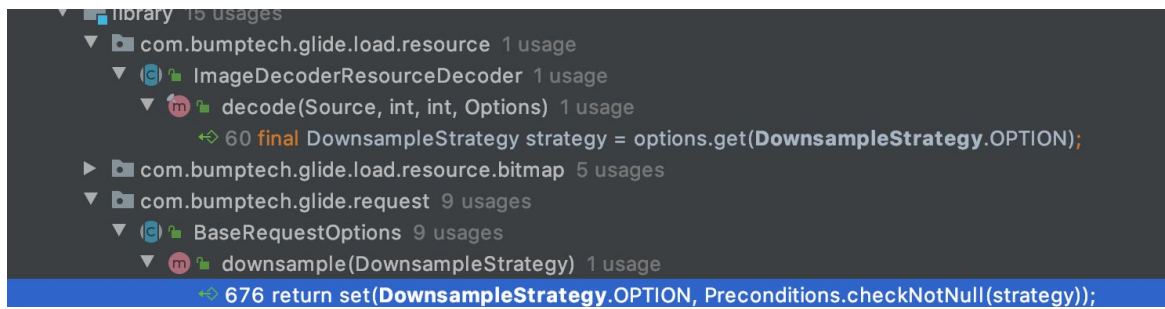 library 15 usages
com.bumptech.glide.load.resource 1 usage
ImageDecoderResourceDecoder 1 usage
decode(Source, int, int, Options) 1 usage
60 final DownsampleStrategy strategy = options.get(DownsampleStrategy.OPTION);
com.bumptech.glide.load.resource.bitmap 5 usages
com.bumptech.glide.request 9 usages
BaseRequestOptions 9 usages
downsample(DownsampleStrategy) 1 usage
676 return set(DownsampleStrategy.OPTION, Preconditions.checkNotNull(strategy));